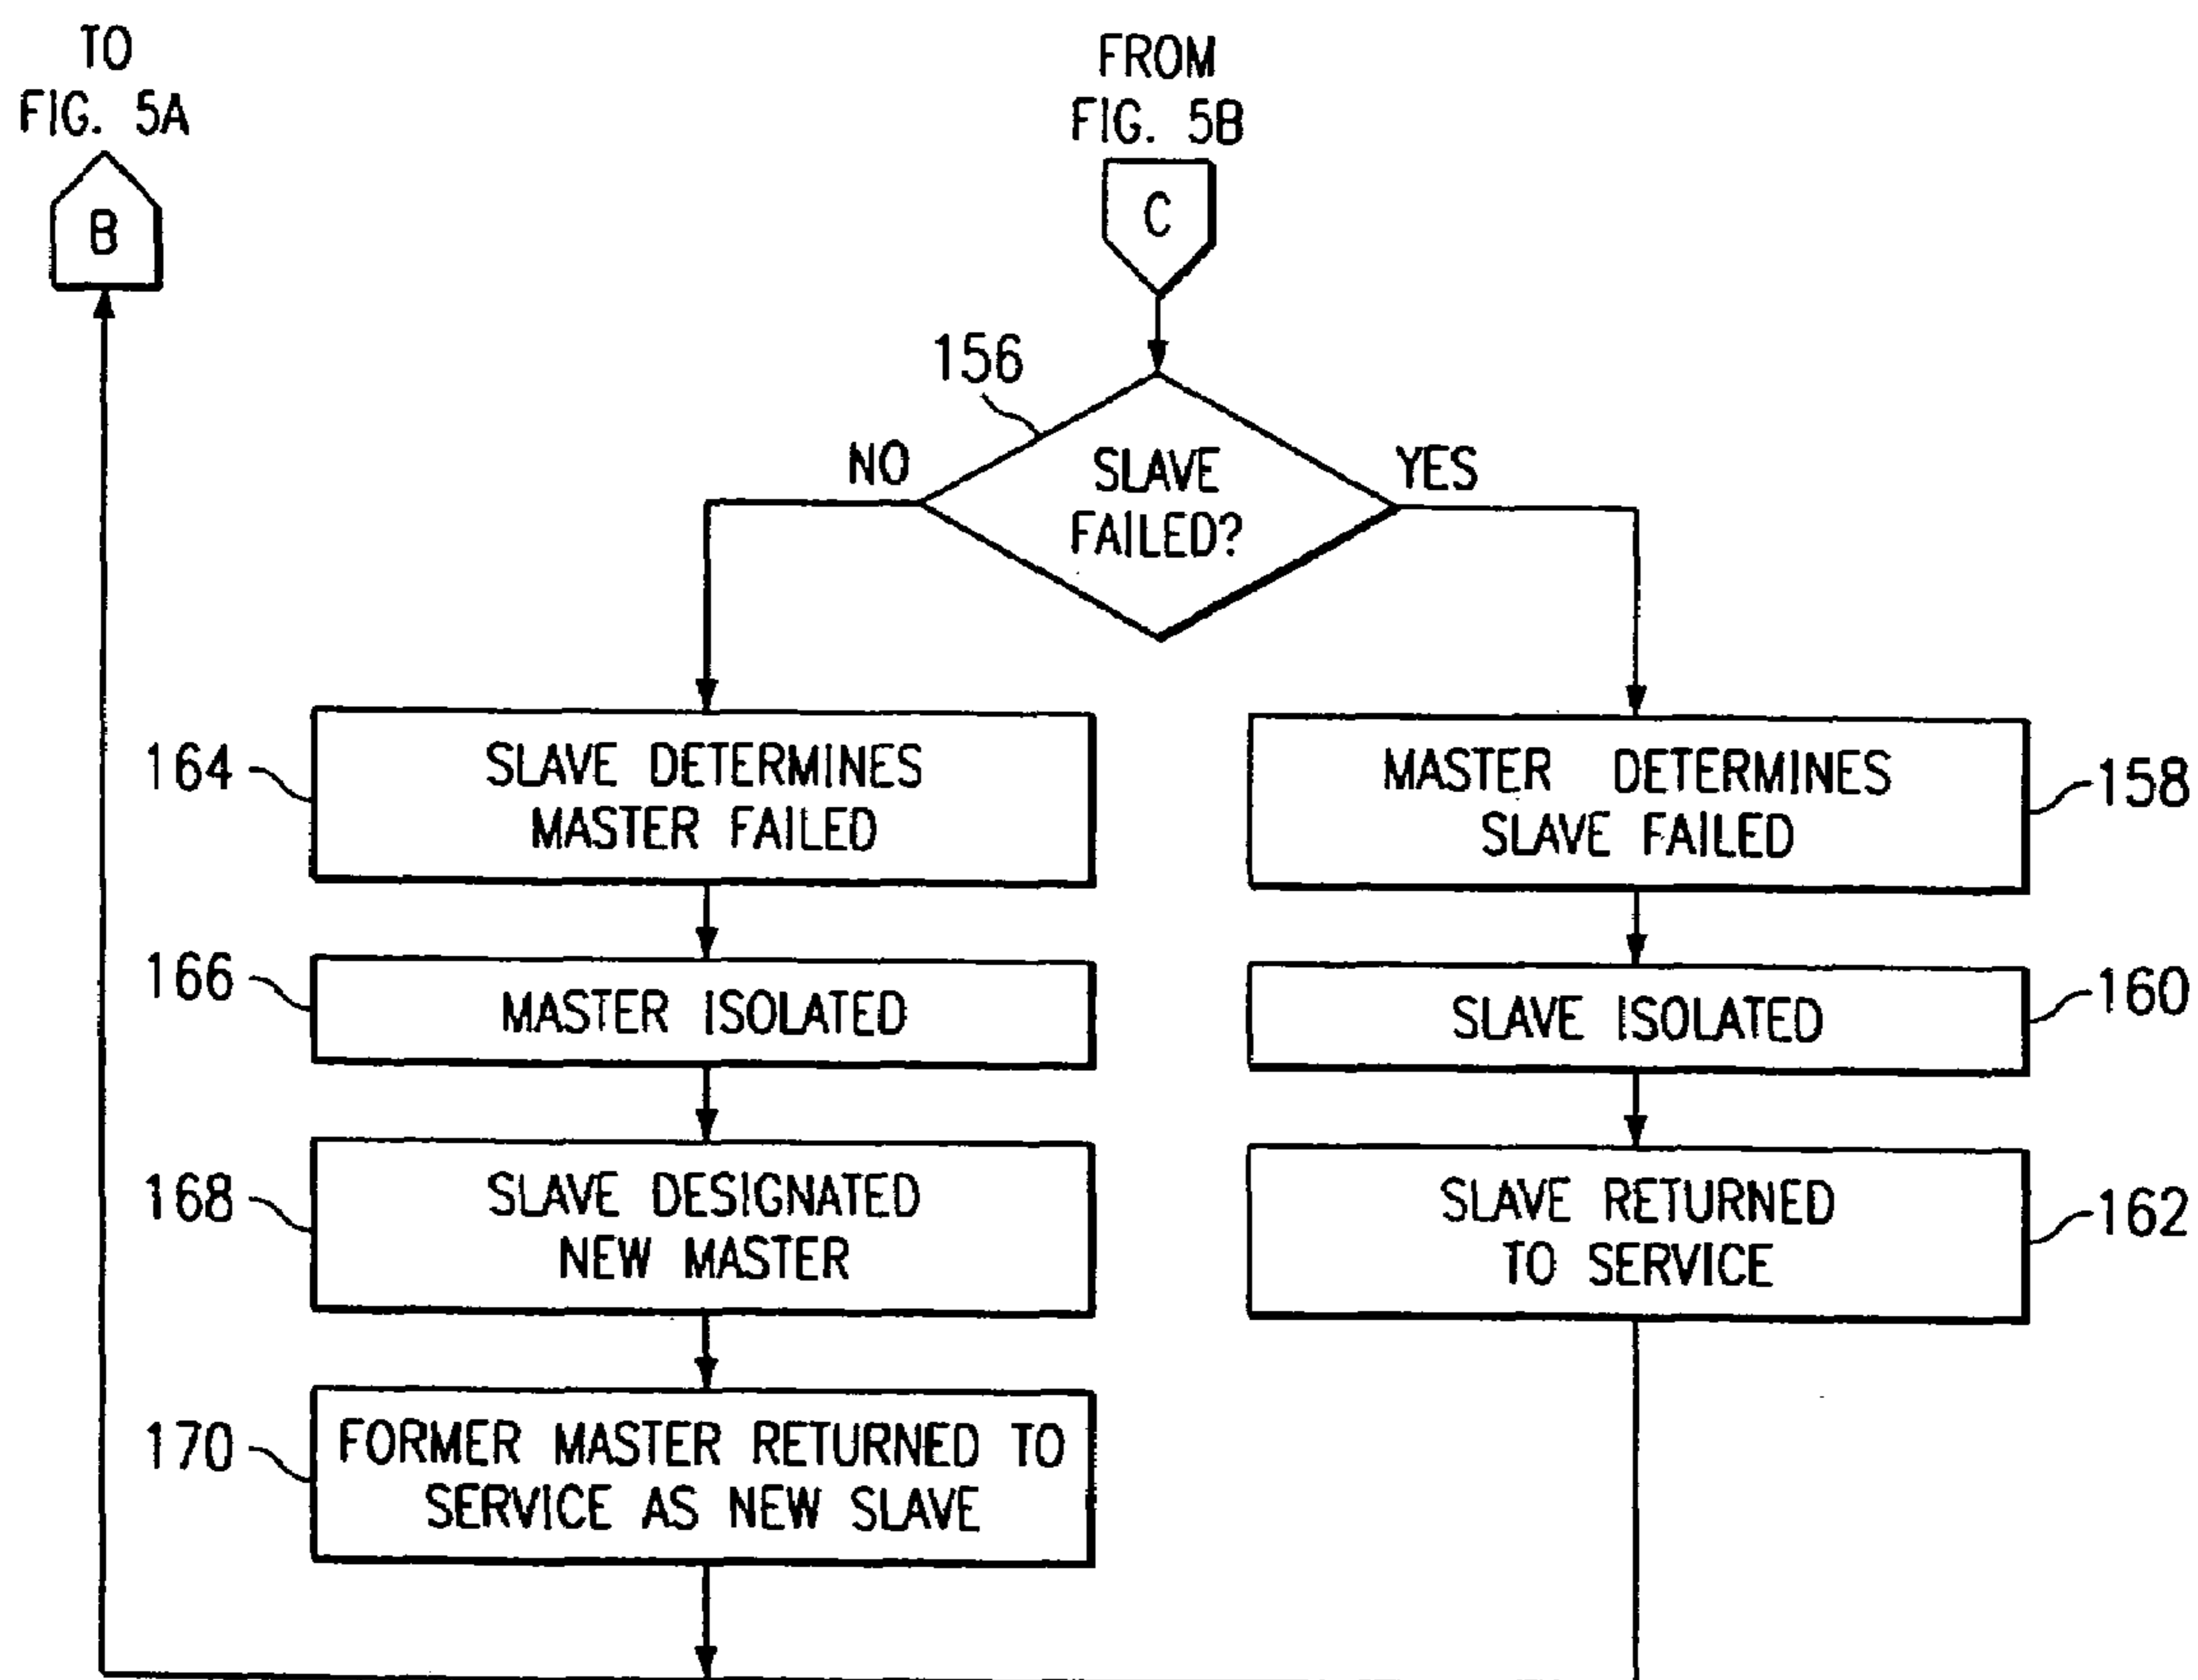 TO
FIG. 5A
B
FROM
FIG. 5B
C
156
NO
SLAVE
FAILED?
YES
164
SLAVE DETERMINES
MASTER FAILED
MASTER DETERMINES
SLAVE FAILED
158
166
MASTER ISOLATED
SLAVE ISOLATED
160
168
SLAVE DESIGNATED
NEW MASTER
SLAVE RETURNED
TO SERVICE
162
170
FORMER MASTER RETURNED TO
SERVICE AS NEW SLAVE